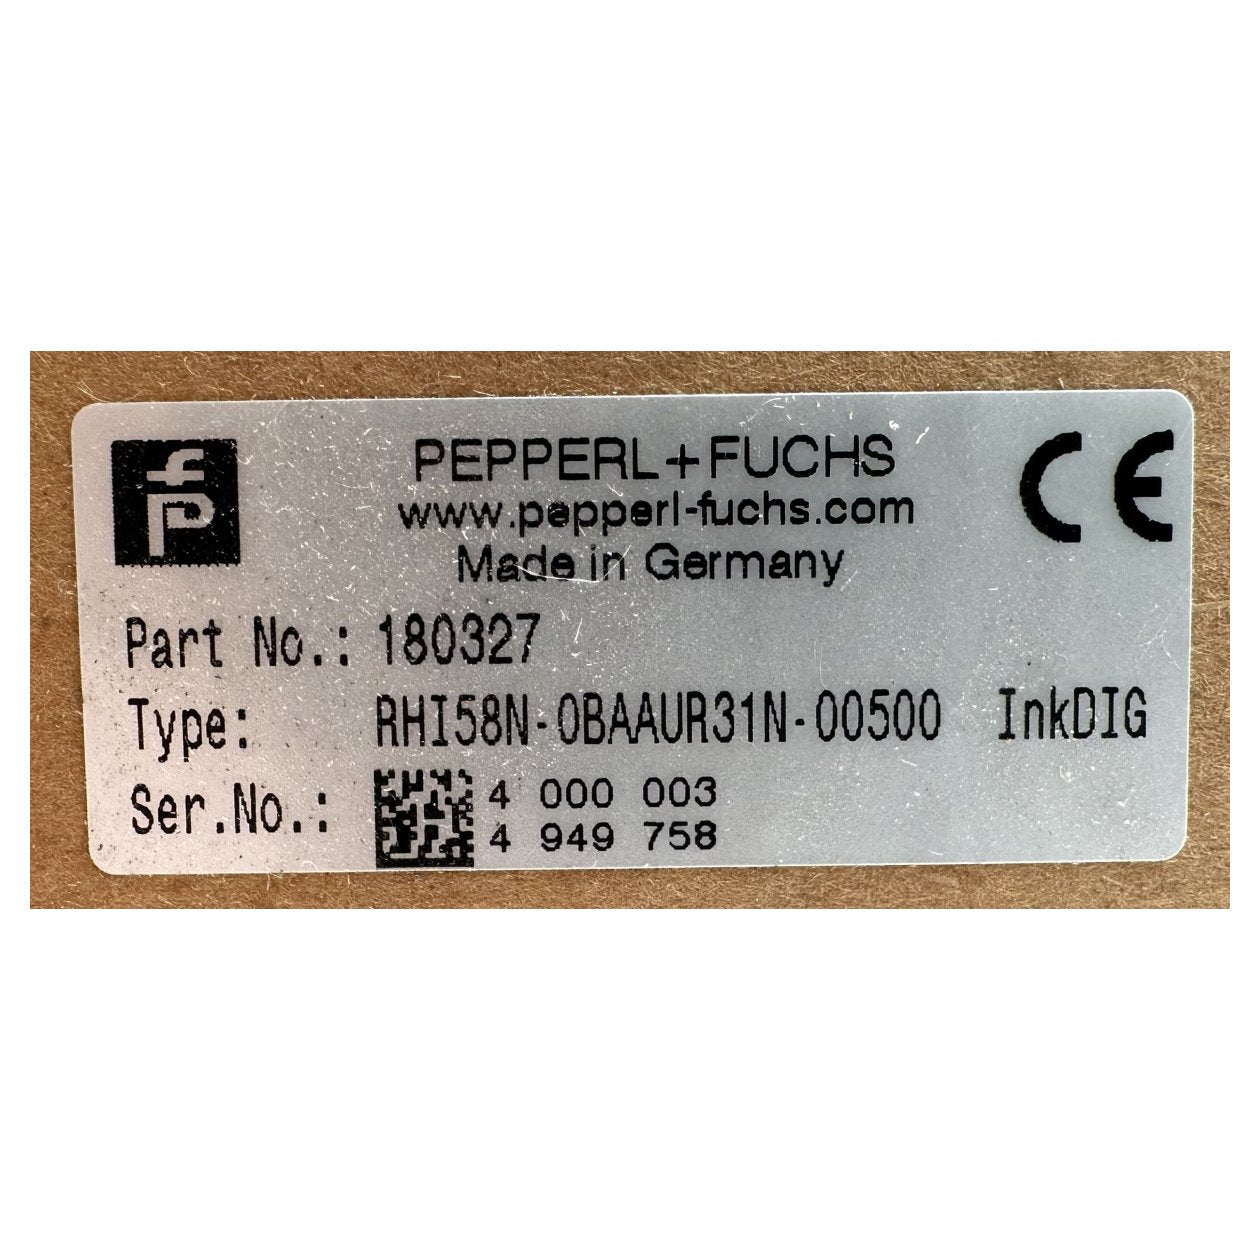 PEPPERL+FUCHS
www.pepperl-fuchs.com
Made in Germany
CE
Part No.: 180327
Type: RHI58N-0BAAUR31N-00500 InkDIG
Ser.No.: 4 000 003
4 949 758